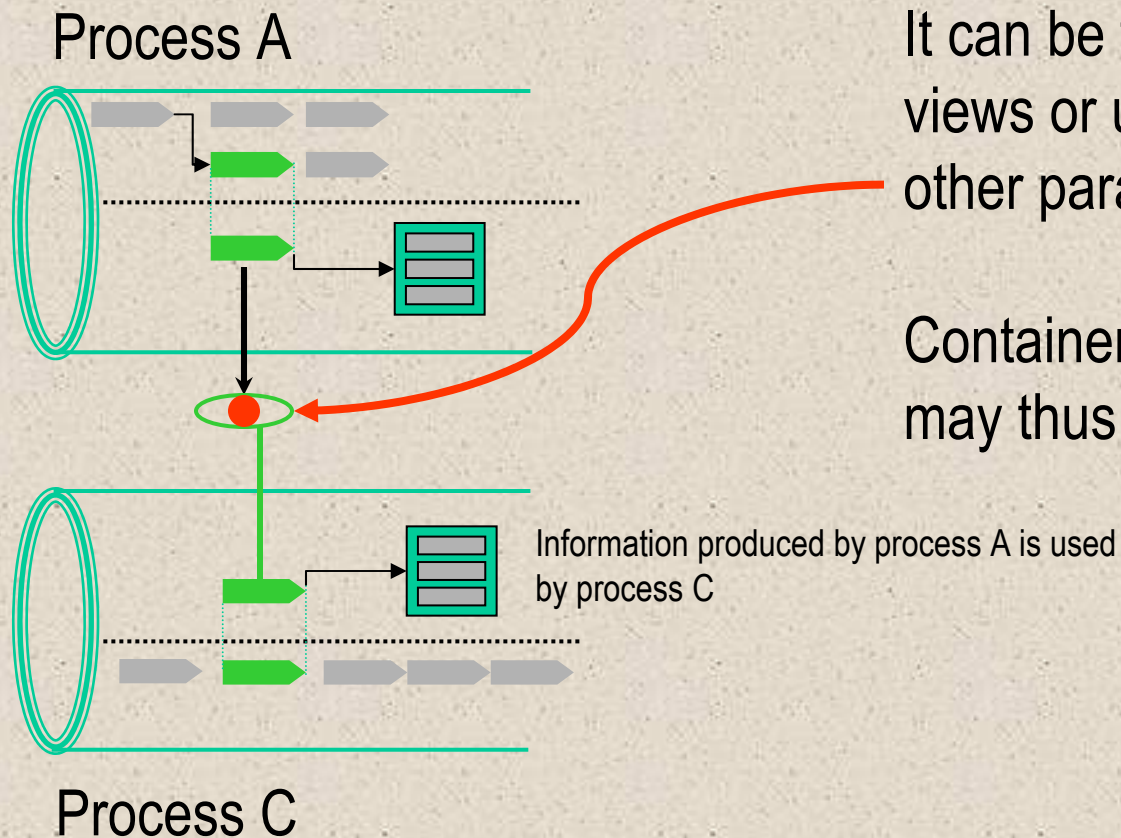 Process A
It can be
views or
other para
Container
may thus
Information produced by process A is used
by process C
Process C